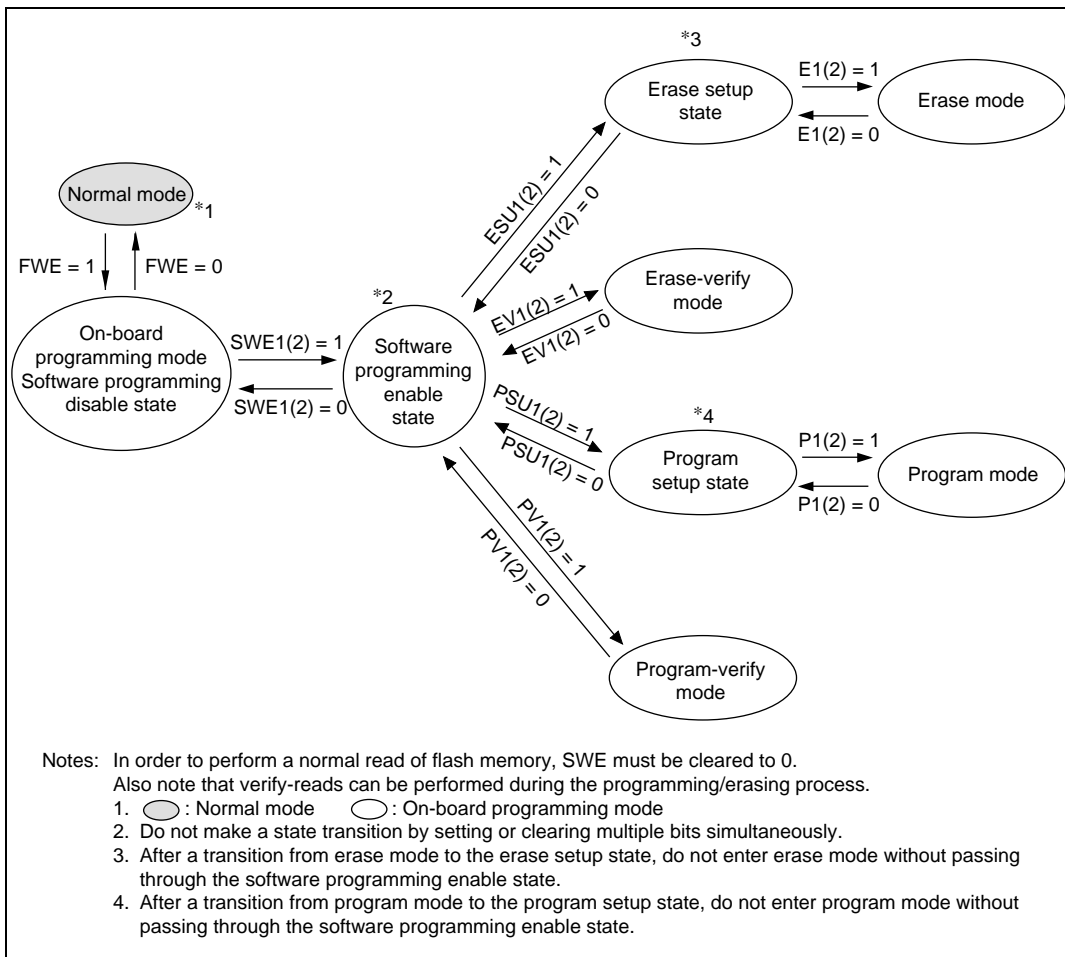 *3
Erase setup
state
E1(2) = 1
E1(2) = 0
Erase mode
Normal mode
*1
FWE = 1
FWE = 0
ESU1(2) = 1
ESU1(2) = 0
*2
EV1(2) = 1
EV1(2) = 0
Erase-verify
mode
On-board
programming mode
Software programming
disable state
SWE1(2) = 1
SWE1(2) = 0
Software
programming
enable
state
PSU1(2) = 1
PSU1(2) = 0
*4
Program
setup state
P1(2) = 1
P1(2) = 0
Program mode
PV1(2) = 1
PV1(2) = 0
Program-verify
mode
Notes: In order to perform a normal read of flash memory, SWE must be cleared to 0.
Also note that verify-reads can be performed during the programming/erasing process.
1. : Normal mode : On-board programming mode
2. Do not make a state transition by setting or clearing multiple bits simultaneously.
3. After a transition from erase mode to the erase setup state, do not enter erase mode without passing
through the software programming enable state.
4. After a transition from program mode to the program setup state, do not enter program mode without
passing through the software programming enable state.